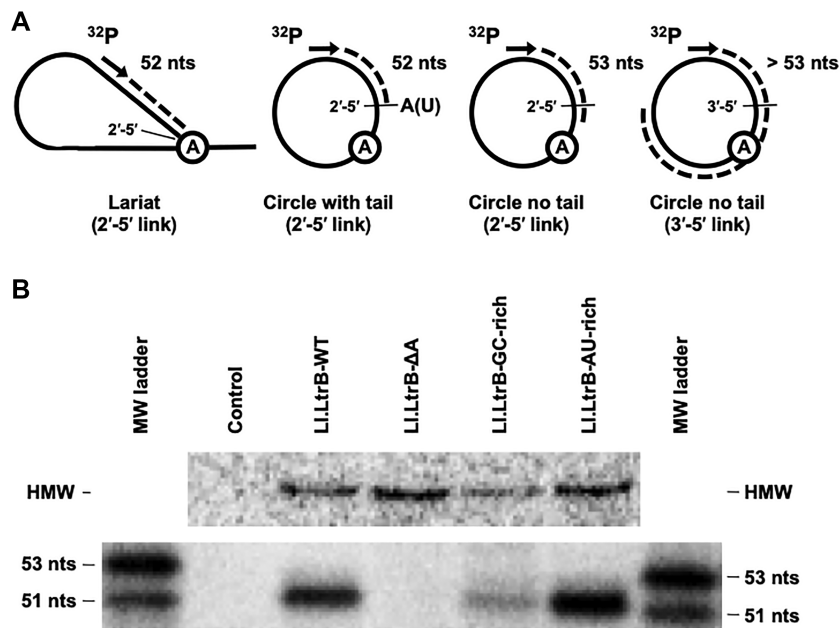 A
32P
52 nts
2′-5′
A
Lariat
(2′-5′ link)
32P
52 nts
2′-5′
A(U)
A
Circle with tail
(2′-5′ link)
32P
53 nts
2′-5′
A
Circle no tail
(2′-5′ link)
32P
> 53 nts
3′-5′
A
Circle no tail
(3′-5′ link)
B
MW ladder
Control
Ll.LtrB-WT
Ll.LtrB-ΔA
Ll.LtrB-GC-rich
Ll.LtrB-AU-rich
MW ladder
HMW
HMW
53 nts
51 nts
53 nts
51 nts